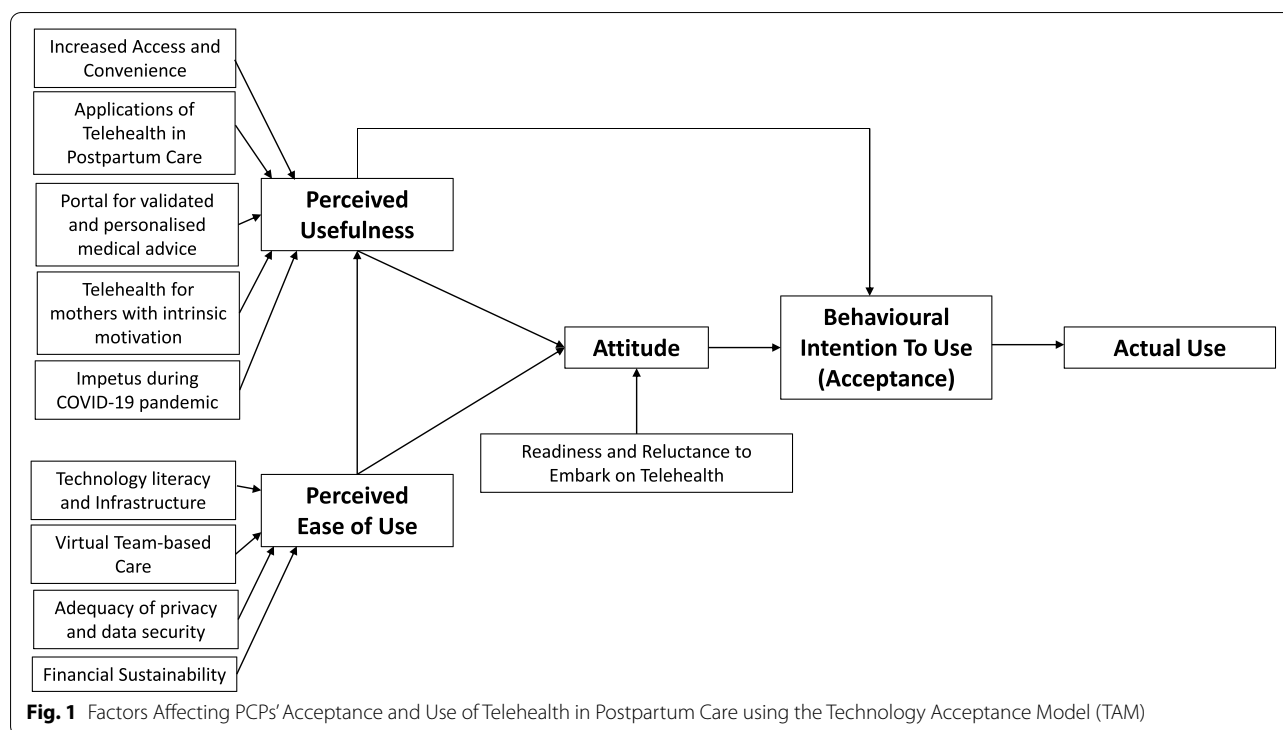 Increased Access and
Convenience
Applications of
Telehealth in
Postpartum Care
Portal for validated
and personalised
medical advice
Telehealth for
mothers with intrinsic
motivation
Impetus during
COVID-19 pandemic
Perceived
Usefulness
Technology literacy
and Infrastructure
Virtual Team-based
Care
Adequacy of privacy
and data security
Financial Sustainability
Perceived
Ease of Use
Attitude
Readiness and Reluctance to
Embark on Telehealth
Behavioural
Intention To Use
(Acceptance)
Actual Use
Fig. 1 Factors Affecting PCPs' Acceptance and Use of Telehealth in Postpartum Care using the Technology Acceptance Model (TAM)